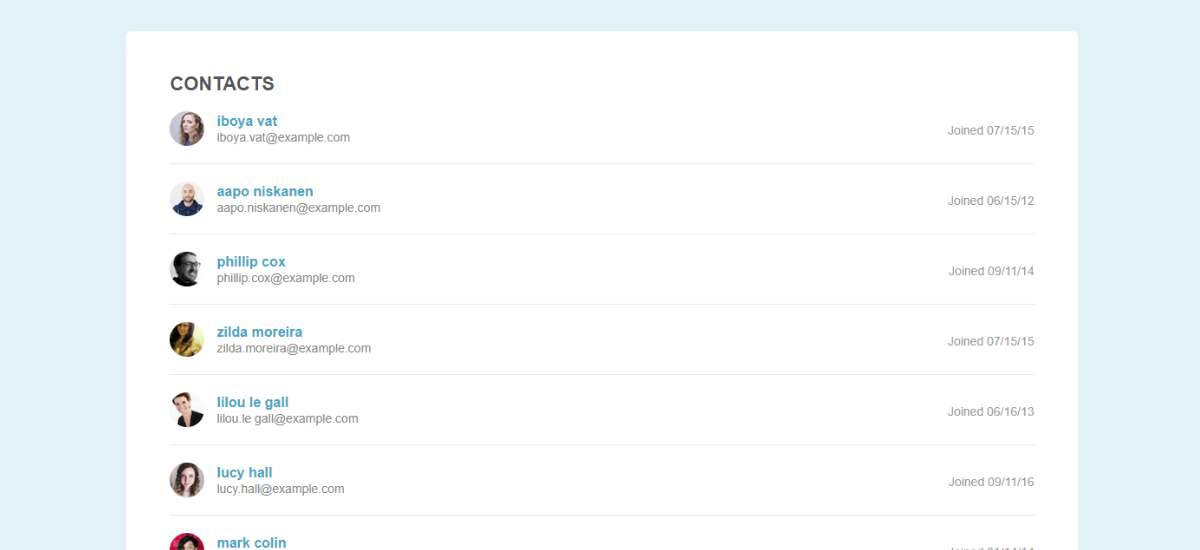 CONTACTS
iboya vat
iboya.vat@example.com
Joined 07/15/15
aapo niskanen
aapo.niskanen@example.com
Joined 06/15/12
phillip cox
phillip.cox@example.com
Joined 09/11/14
zilda moreira
zilda.moreira@example.com
Joined 07/15/15
lilou le gall
lilou.le gall@example.com
Joined 06/16/13
lucy hall
lucy.hall@example.com
Joined 09/11/16
mark colin